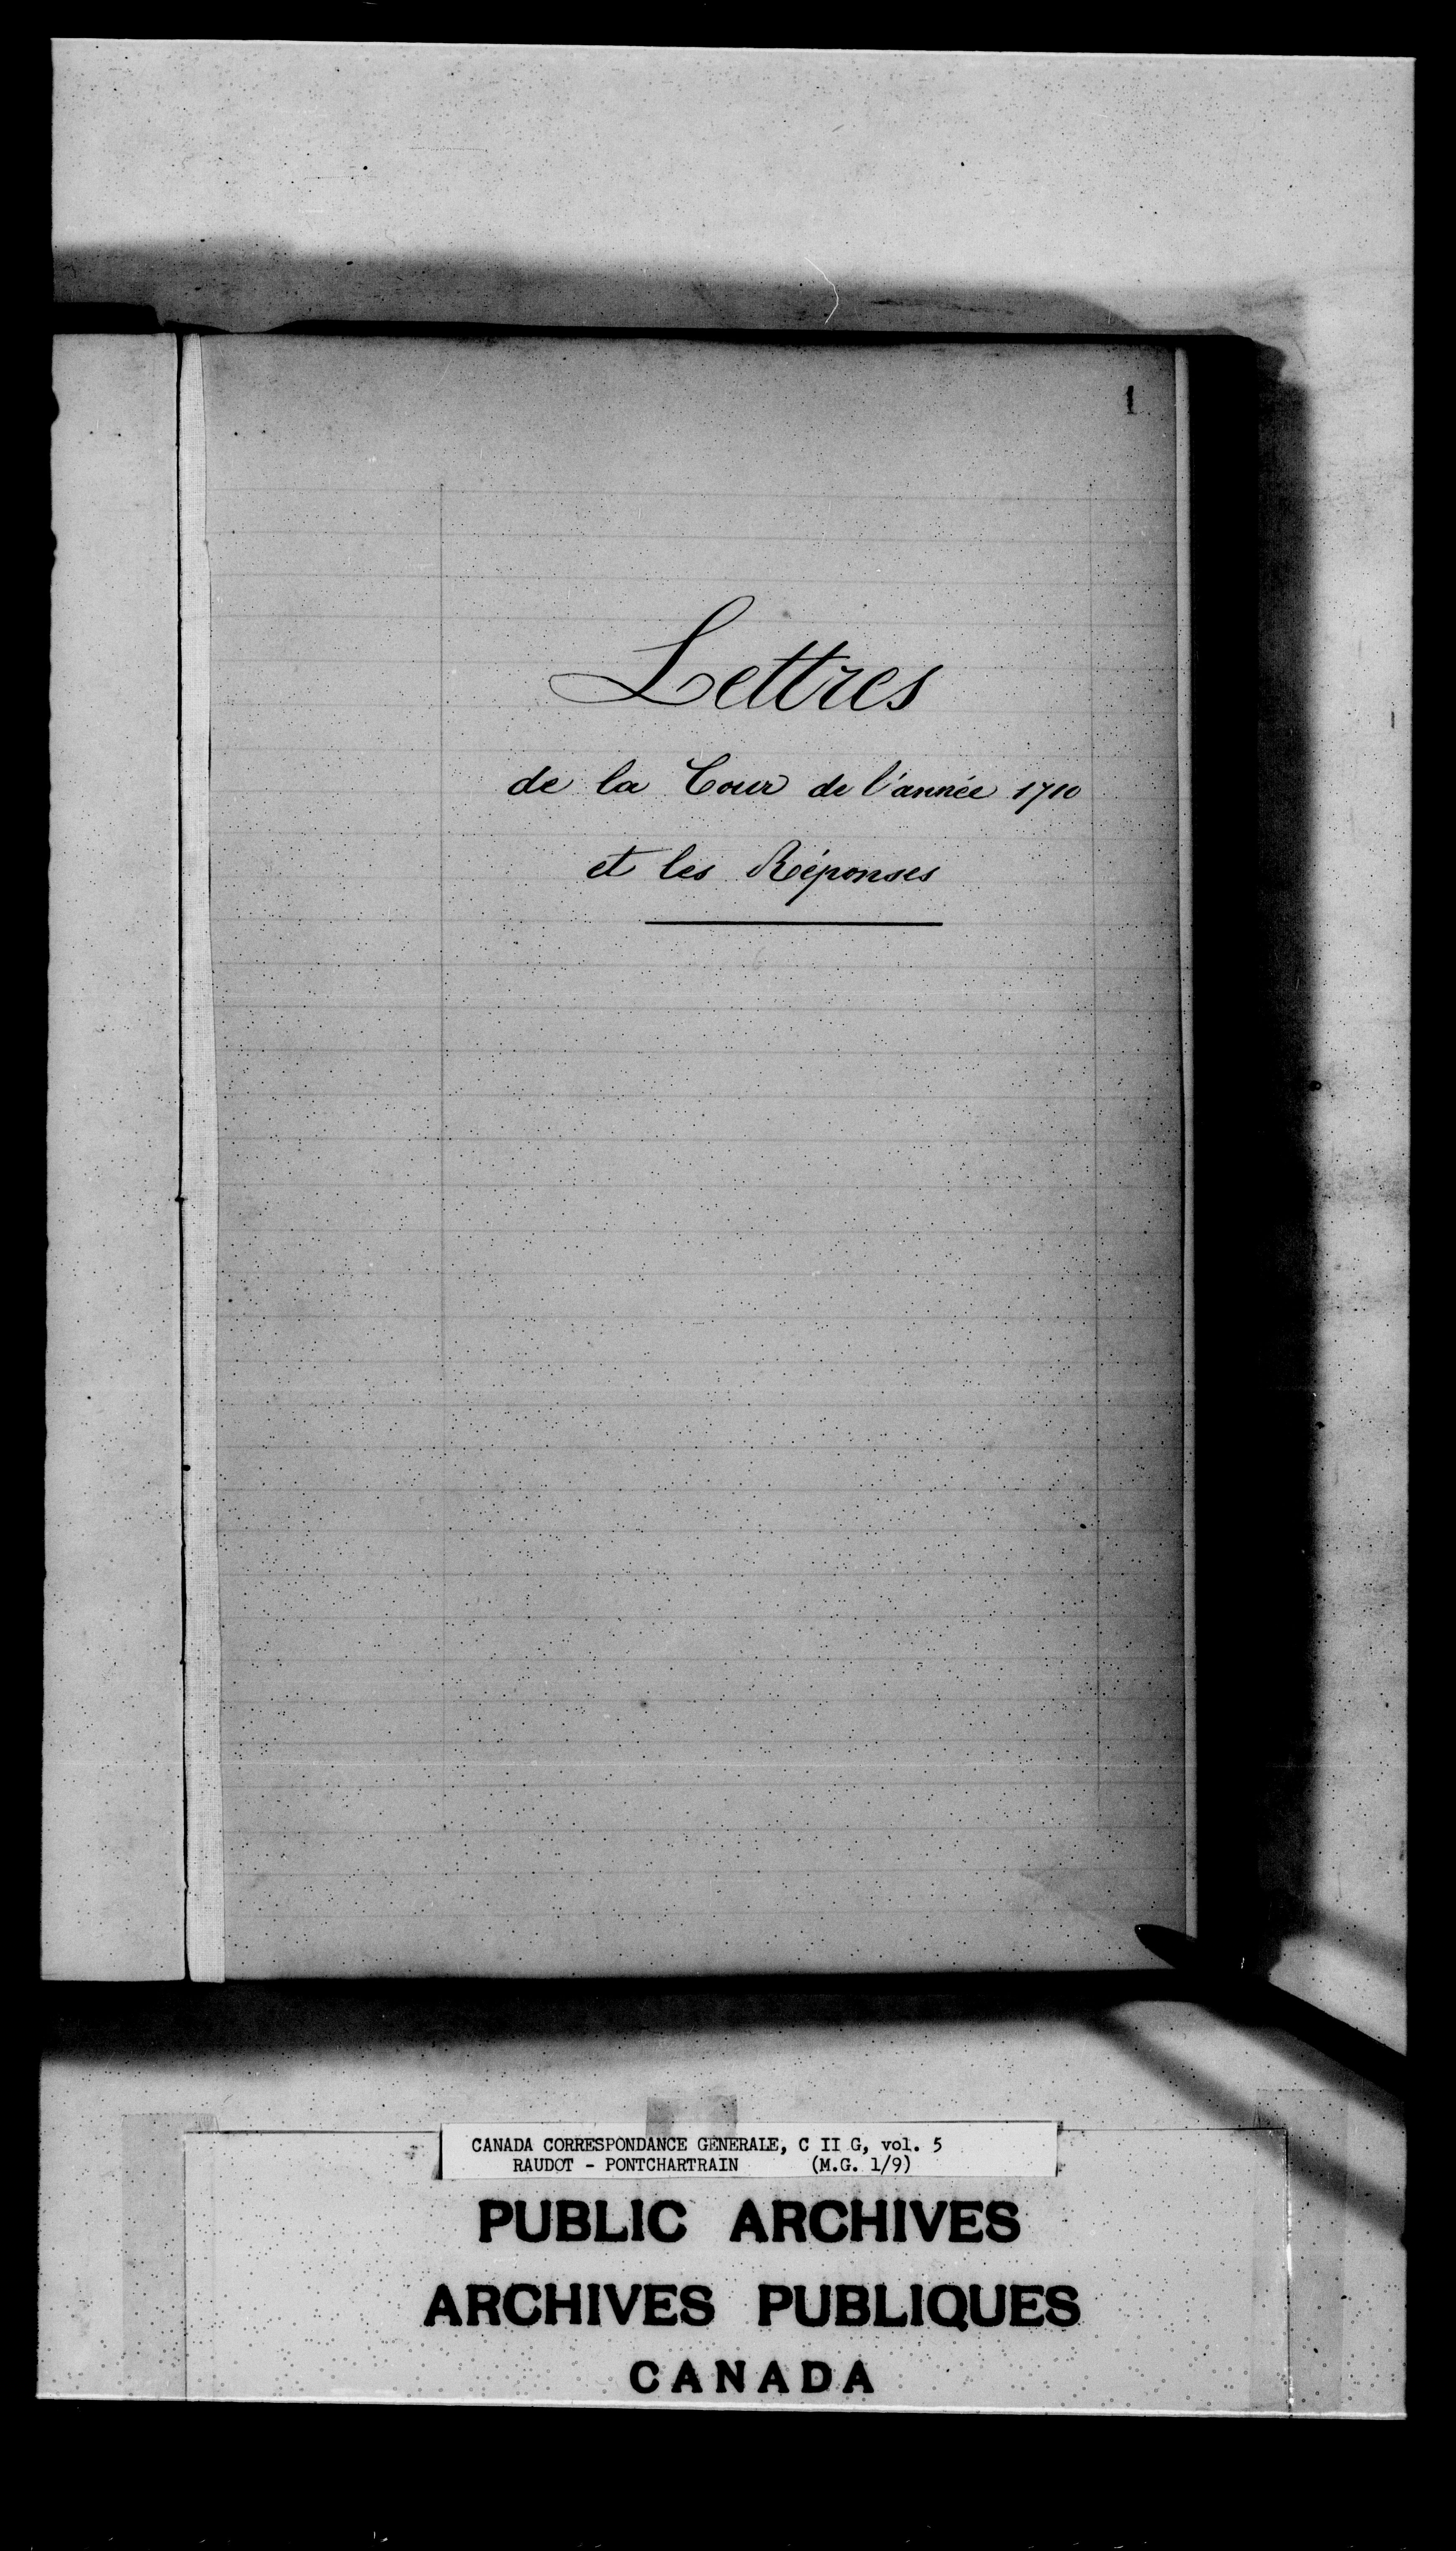 1
Lettres
de la Cour de l'année 1710
et les Réponses
CANADA CORRESPONDANCE GENERALE, C II G, vol. 5
RAUDOT - PONTCHARTRAIN (M.G. 1/9)
PUBLIC ARCHIVES
ARCHIVES PUBLIQUES
CANADA